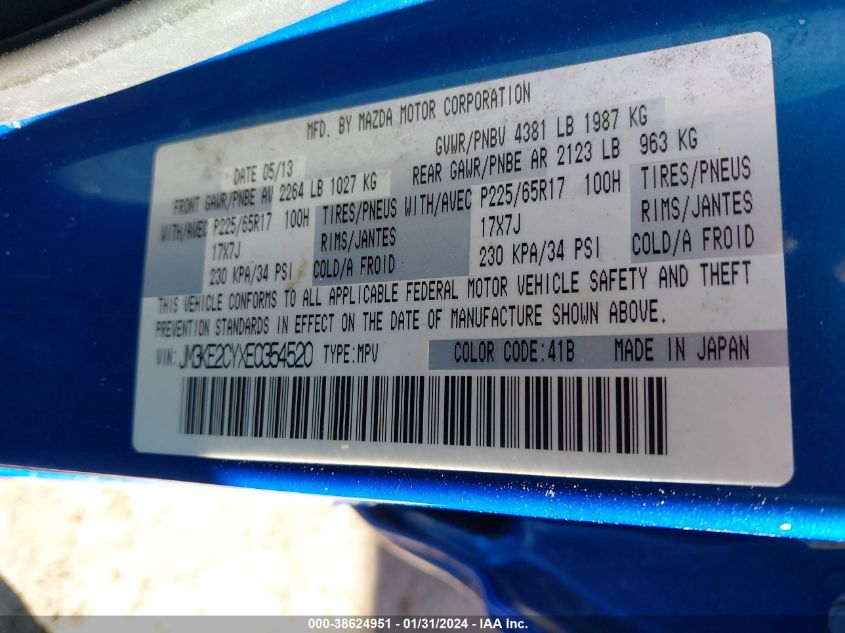 MFD. BY MAZDA MOTOR CORPORATION
DATE 05/13 GVWR/PNBV 4381 LB 1987 KG
FRONT GAWR/PNBE AV 2264 LB 1027 KG REAR GAWR/PNBE AR 2123 LB 963 KG
WITH/AVEC P225/65R17 100H TIRES/PNEUS WITH/AVEC P225/65R17 100H TIRES/PNEUS
17X7J RIMS/JANTES 17X7J RIMS/JANTES
230 KPA/34 PSI COLD/A FROID 230 KPA/34 PSI COLD/A FROID
THIS VEHICLE CONFORMS TO ALL APPLICABLE FEDERAL MOTOR VEHICLE SAFETY AND THEFT
PREVENTION STANDARDS IN EFFECT ON THE DATE OF MANUFACTURE SHOWN ABOVE.
VIN: JM3KE2CYXE0354520 TYPE:MPV COLOR CODE:41B MADE IN JAPAN
000-38624951 - 01/31/2024 - IAA Inc.